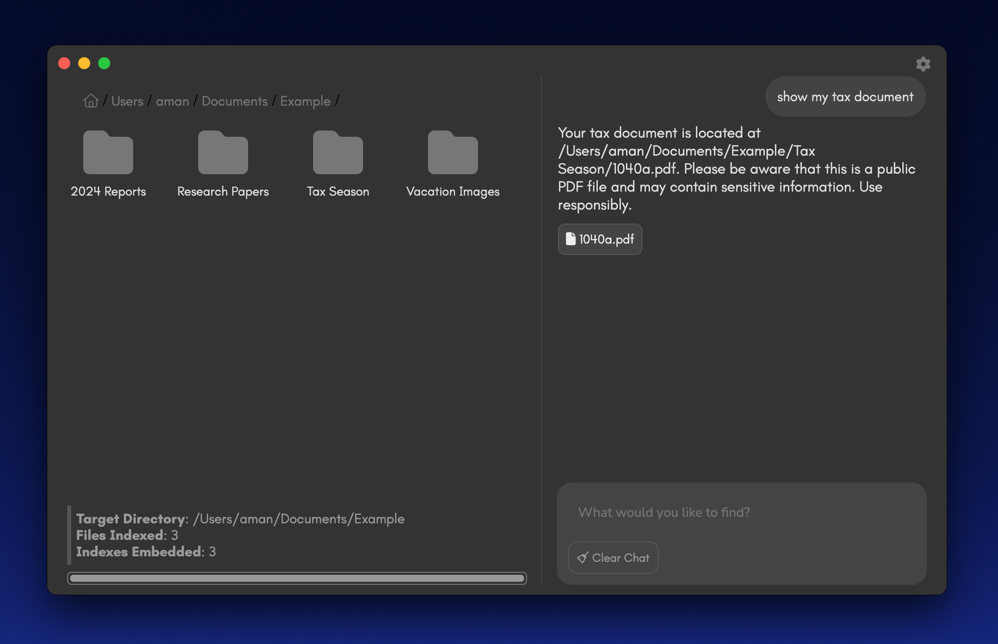 / Users / aman / Documents / Example /
2024 Reports
Research Papers
Tax Season
Vacation Images
Target Directory: /Users/aman/Documents/Example
Files Indexed: 3
Indexes Embedded: 3
show my tax document
Your tax document is located at
/Users/aman/Documents/Example/Tax
Season/1040a.pdf. Please be aware that this is a public
PDF file and may contain sensitive information. Use
responsibly.
1040a.pdf
What would you like to find?
Clear Chat